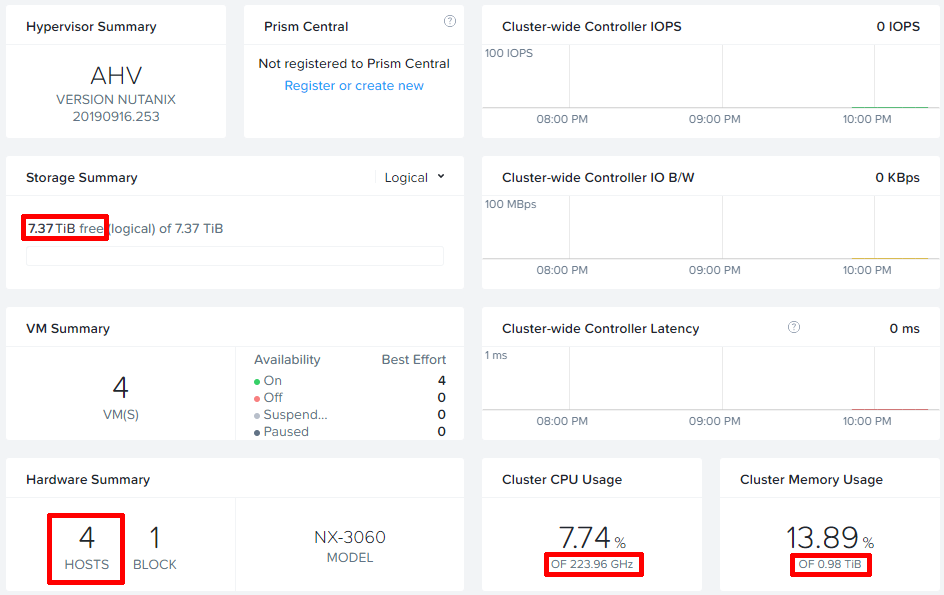 Hypervisor Summary
AHV
VERSION NUTANIX
20190916.253
Prism Central
?
Not registered to Prism Central
Register or create new
Cluster-wide Controller IOPS
0 IOPS
100 IOPS
08:00 PM
09:00 PM
10:00 PM
Storage Summary
Logical
7.37 TiB free (logical) of 7.37 TiB
Cluster-wide Controller IO B/W
0 KBps
100 MBps
08:00 PM
09:00 PM
10:00 PM
VM Summary
4
VM(S)
Availability
Best Effort
On 4
Off 0
Suspend... 0
Paused 0
Cluster-wide Controller Latency
?
0 ms
1 ms
08:00 PM
09:00 PM
10:00 PM
Hardware Summary
4
HOSTS
1
BLOCK
NX-3060
MODEL
Cluster CPU Usage
7.74 %
OF 223.96 GHz
Cluster Memory Usage
13.89 %
OF 0.98 TiB